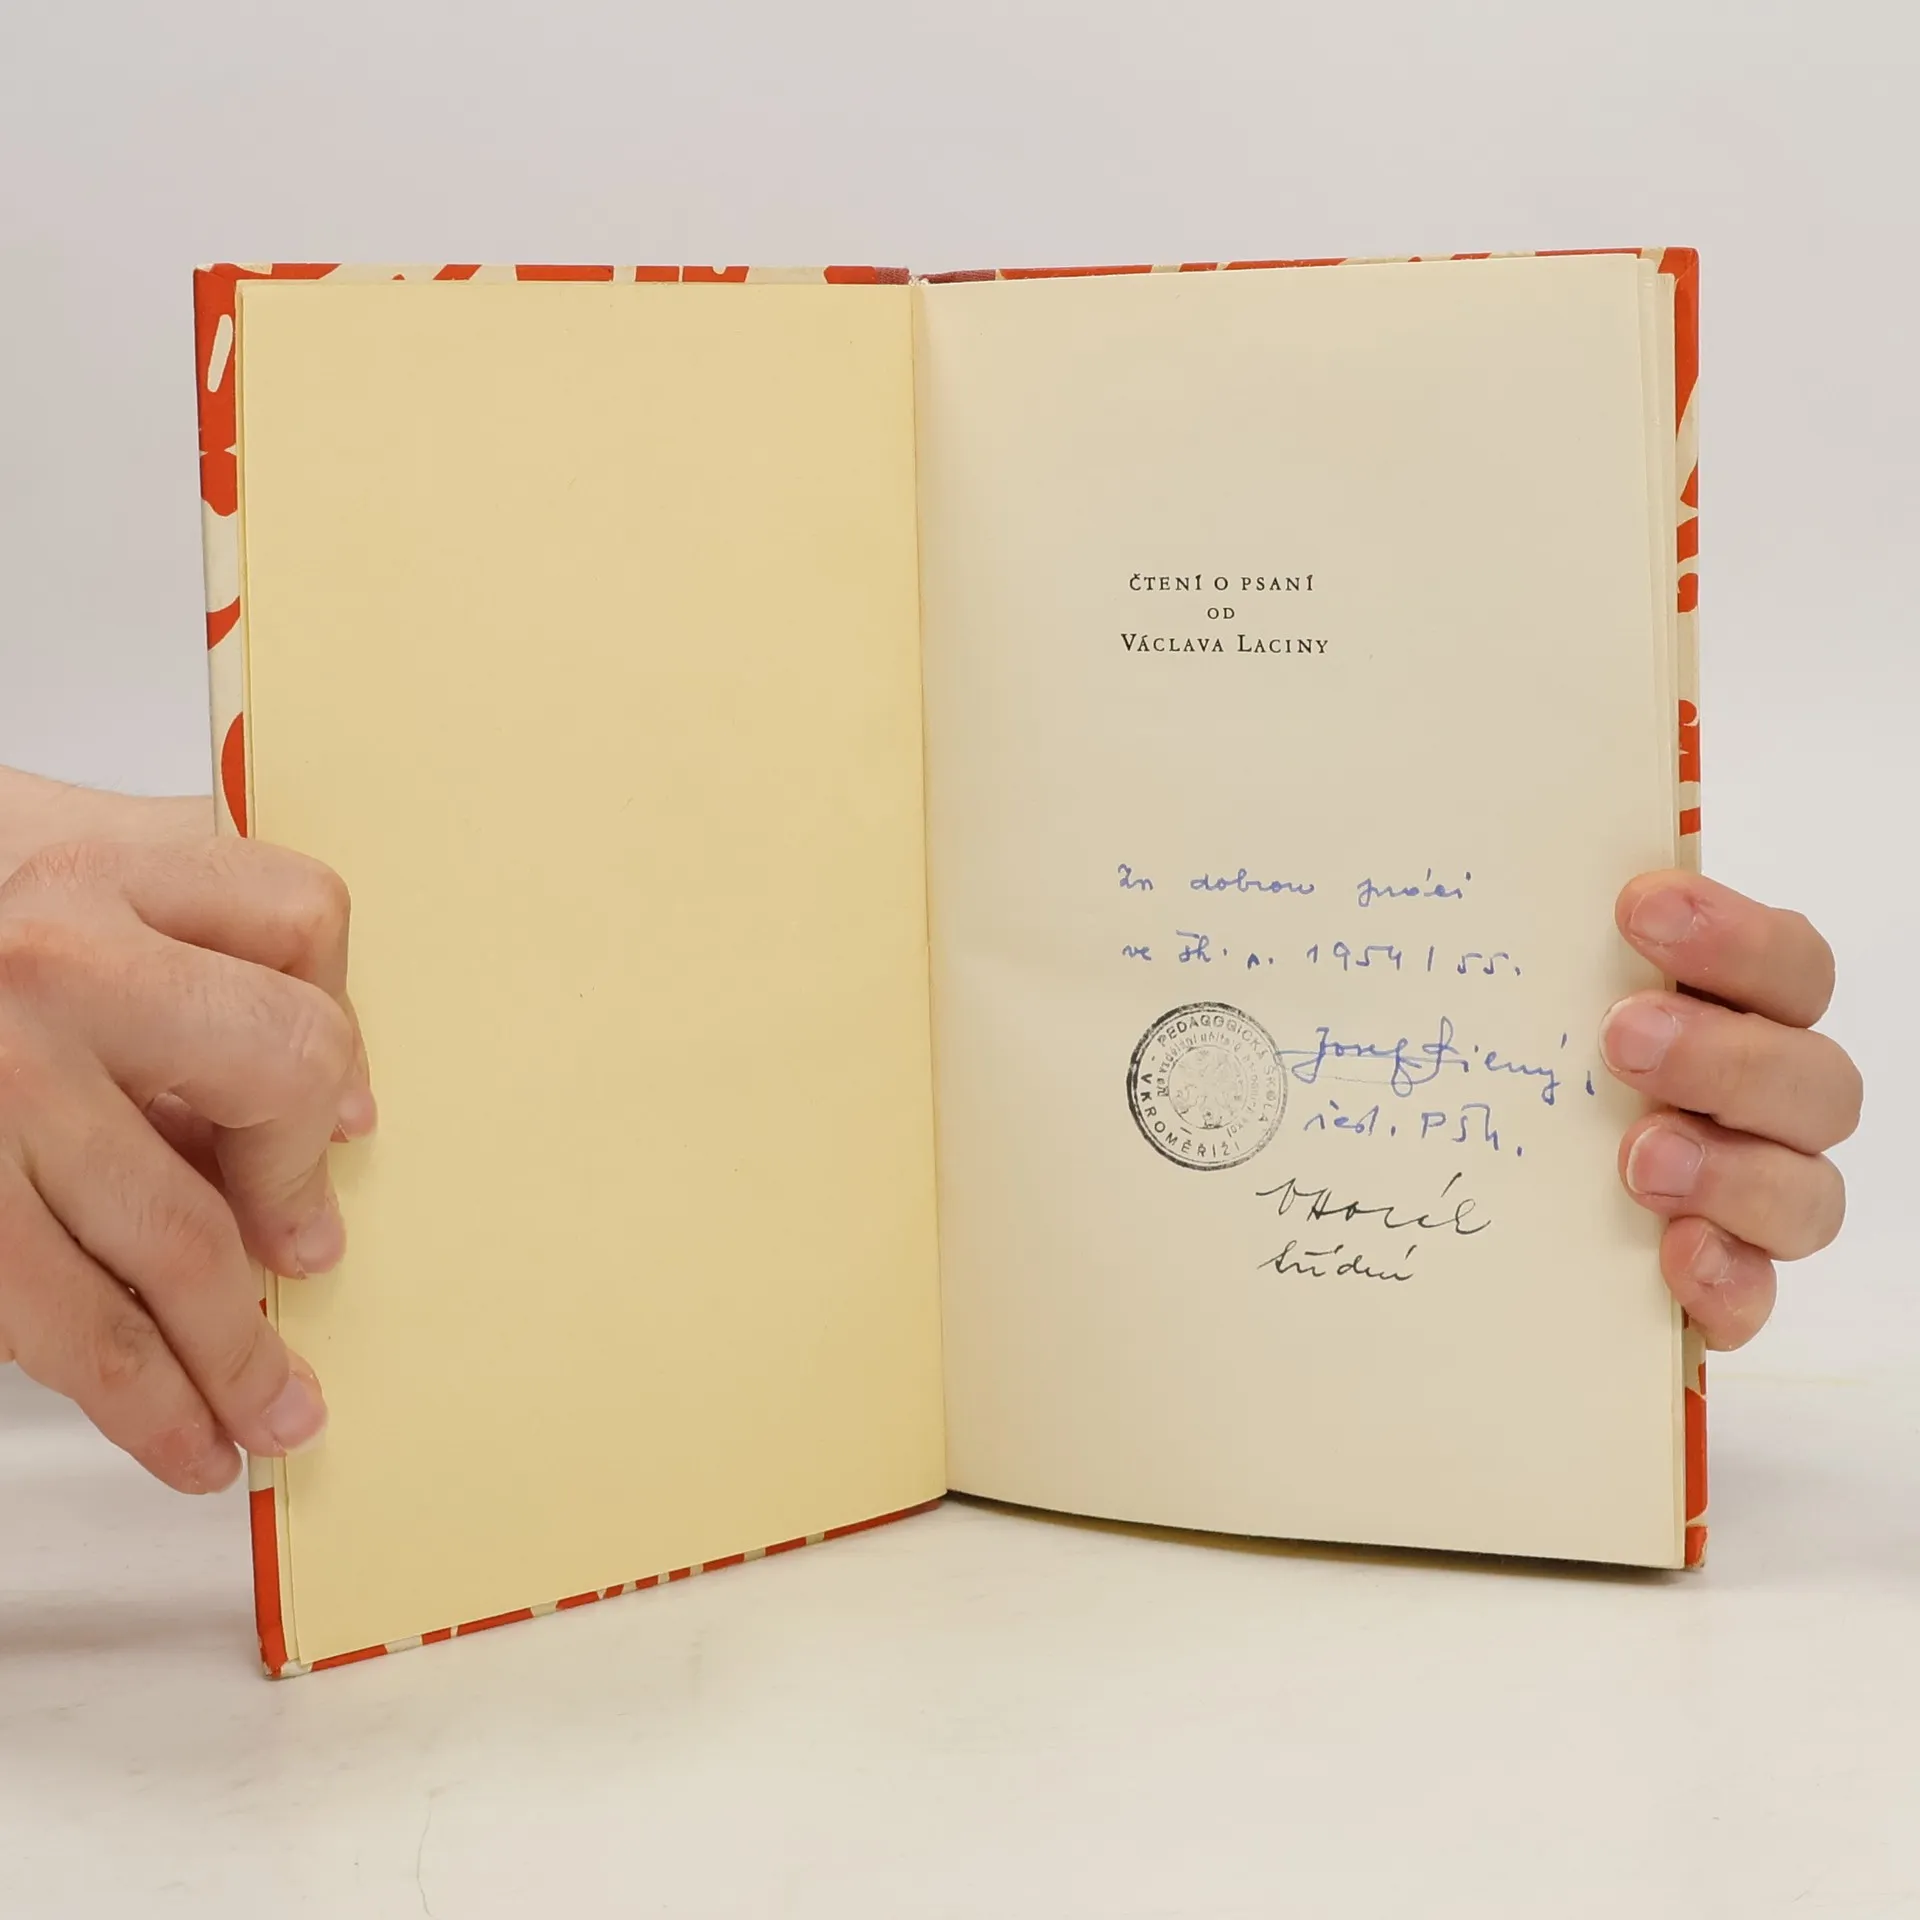 ČTENÍ O PSANÍ
OD
VÁCLAVA LACINY
Za dobrou práci
ve šk. r. 1954/55.
PEDAGOGICKÁ ŠKOLA
V KROMĚŘÍŽI
Josef
řed. PŠk.
VHorák
třídní